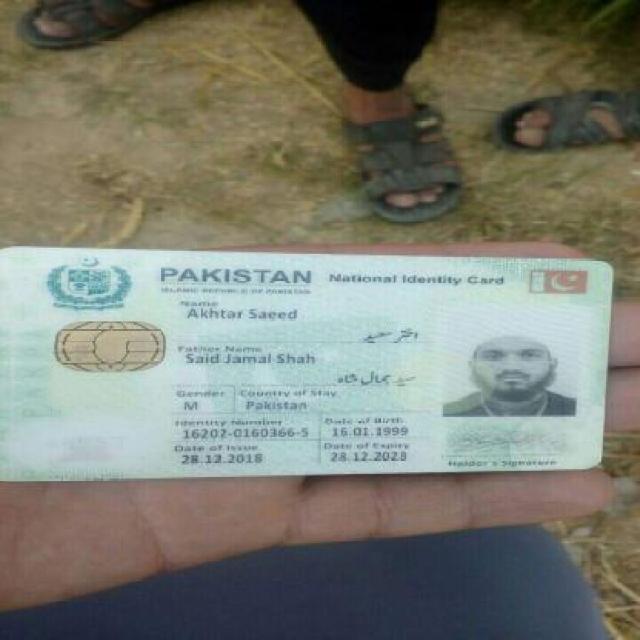 PAKISTAN National Identity Card
ISLAMIC REPUBLIC OF PAKISTAN
Name
Akhtar Saeed
اختر سعید
Father Name
Said Jamal Shah
سید جمال شاہ
Gender Country of Stay
M Pakistan
Identity Number Date of Birth
16202-0160366-5 16.01.1999
Date of Issue Date of Expiry
28.12.2018 28.12.2028
Holder's Signature